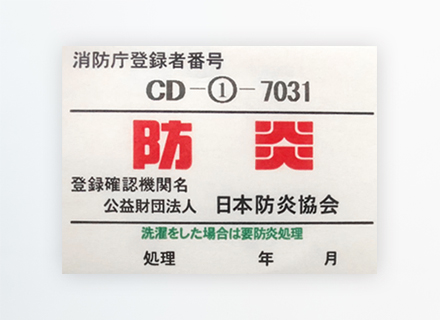 消防庁登録者番号
CD-①-7031
防炎
登録確認機関名
公益財団法人 日本防炎協会
洗濯をした場合は要防炎処理
処理 年 月